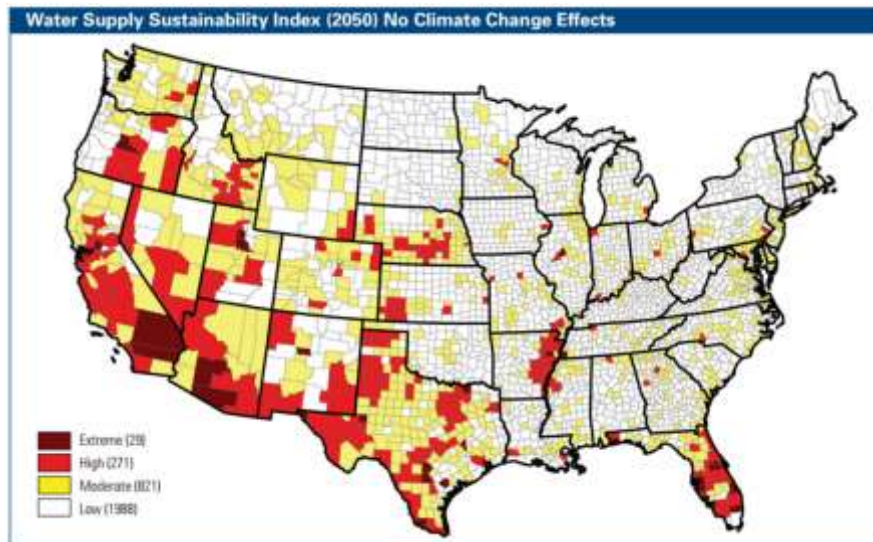 Water Supply Sustainability Index (2050) No Climate Change Effects
Extreme (29)
High (271)
Moderate (821)
Low (1988)